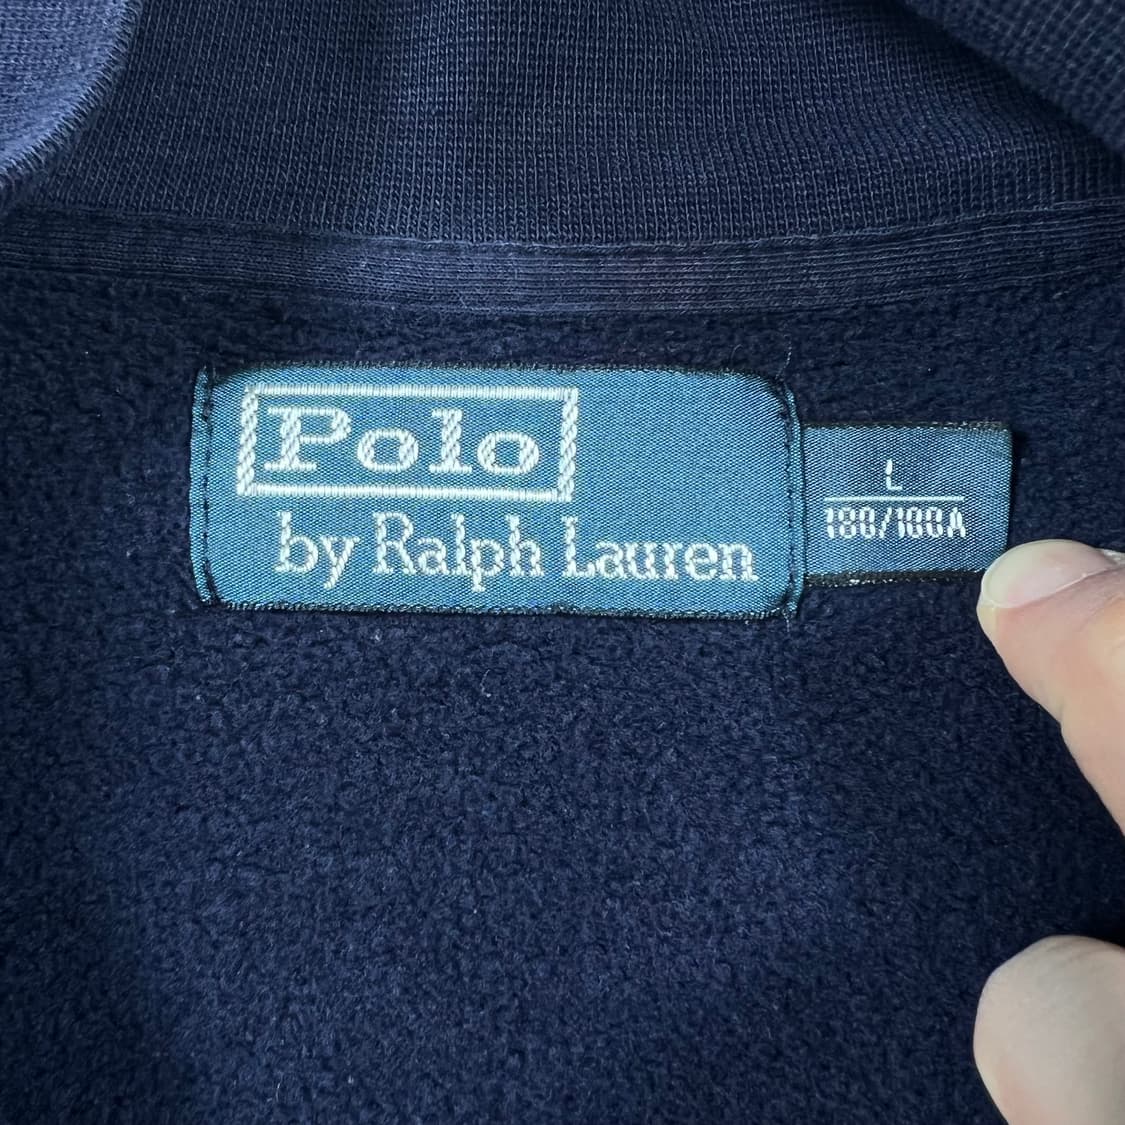 Polo
by Ralph Lauren
L
180/100A